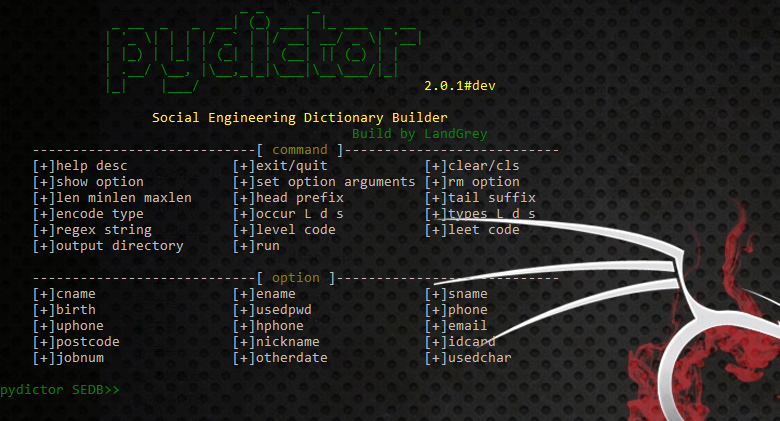 pydictor
2.0.1#dev
Social Engineering Dictionary Builder
Build by LandGrey
----------------------------[ command ]---------------------------
[+]help desc [+]exit/quit [+]clear/cls
[+]show option [+]set option arguments [+]rm option
[+]len minlen maxlen [+]head prefix [+]tail suffix
[+]encode type [+]occur L d s [+]types L d s
[+]regex string [+]level code [+]leet code
[+]output directory [+]run
----------------------------[ option ]----------------------------
[+]cname [+]ename [+]sname
[+]birth [+]usedpwd [+]phone
[+]uphone [+]hphone [+]email
[+]postcode [+]nickname [+]idcard
[+]jobnum [+]otherdate [+]usedchar
pydictor SEDB>>